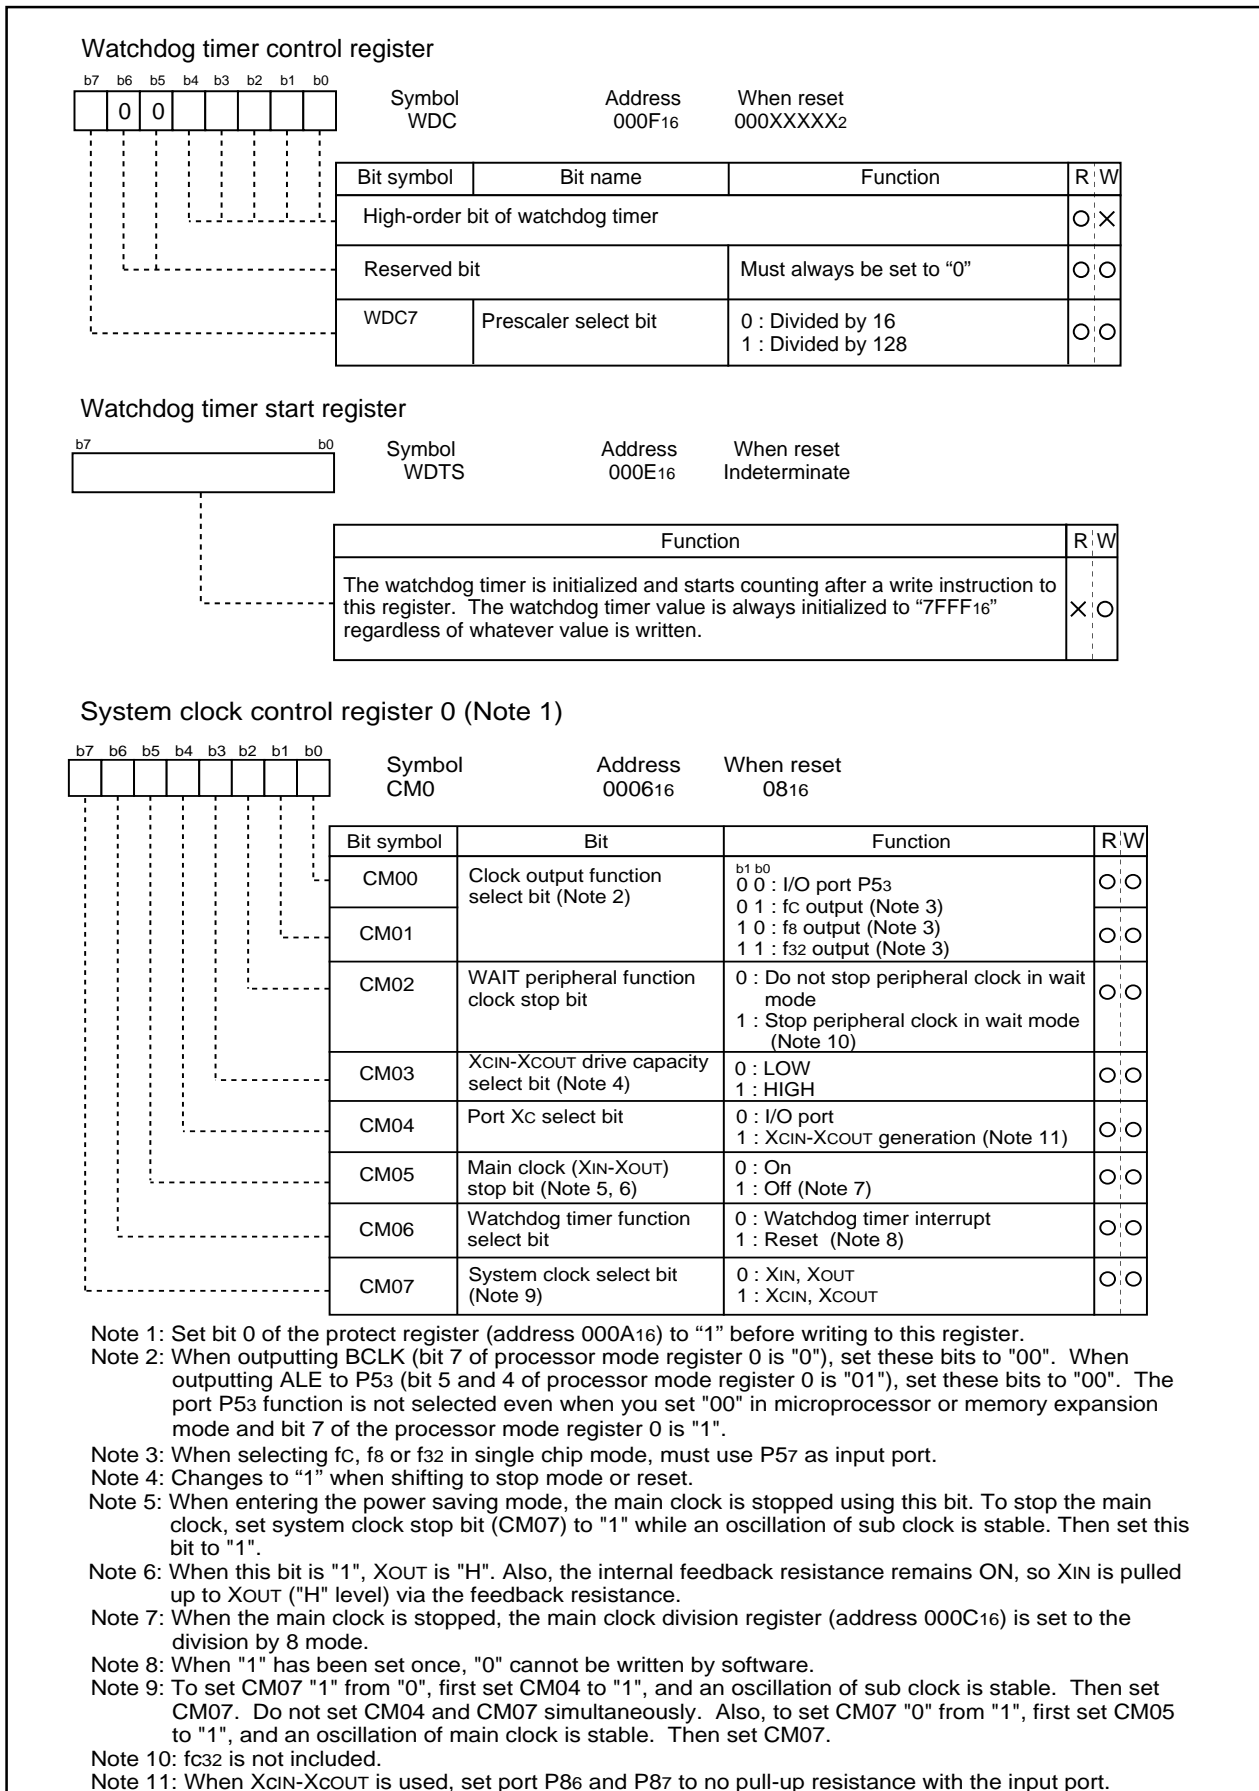 Watchdog timer control register
b7 b6 b5 b4 b3 b2 b1 b0
Symbol Address When reset
0 0 WDC 000F16 000XXXXX2
Bit symbol Bit name Function R W
High-order bit of watchdog timer
Reserved bit Must always be set to “0”
WDC7 Prescaler select bit 0 : Divided by 16
1 : Divided by 128
Watchdog timer start register
b7 b0
Symbol Address When reset
WDTS 000E16 Indeterminate
Function R W
The watchdog timer is initialized and starts counting after a write instruction to
this register. The watchdog timer value is always initialized to “7FFF16”
regardless of whatever value is written.
System clock control register 0 (Note 1)
b7 b6 b5 b4 b3 b2 b1 b0
Symbol Address When reset
CM0 000616 0816
Bit symbol Bit Function R W
CM00 Clock output function
select bit (Note 2)
b1 b0
0 0 : I/O port P53
0 1 : fC output (Note 3)
CM01 1 0 : f8 output (Note 3)
1 1 : f32 output (Note 3)
CM02 WAIT peripheral function
clock stop bit
0 : Do not stop peripheral clock in wait
mode
1 : Stop peripheral clock in wait mode
(Note 10)
CM03 XCIN-XCOUT drive capacity
select bit (Note 4)
0 : LOW
1 : HIGH
CM04 Port XC select bit 0 : I/O port
1 : XCIN-XCOUT generation (Note 11)
CM05 Main clock (XIN-XOUT)
stop bit (Note 5, 6)
0 : On
1 : Off (Note 7)
CM06 Watchdog timer function
select bit
0 : Watchdog timer interrupt
1 : Reset (Note 8)
CM07 System clock select bit
(Note 9)
0 : XIN, XOUT
1 : XCIN, XCOUT
Note 1: Set bit 0 of the protect register (address 000A16) to “1” before writing to this register.
Note 2: When outputting BCLK (bit 7 of processor mode register 0 is "0"), set these bits to "00". When
outputting ALE to P53 (bit 5 and 4 of processor mode register 0 is "01"), set these bits to "00". The
port P53 function is not selected even when you set "00" in microprocessor or memory expansion
mode and bit 7 of the processor mode register 0 is "1".
Note 3: When selecting fC, f8 or f32 in single chip mode, must use P57 as input port.
Note 4: Changes to “1” when shifting to stop mode or reset.
Note 5: When entering the power saving mode, the main clock is stopped using this bit. To stop the main
clock, set system clock stop bit (CM07) to "1" while an oscillation of sub clock is stable. Then set this
bit to "1".
Note 6: When this bit is "1", XOUT is "H". Also, the internal feedback resistance remains ON, so XIN is pulled
up to XOUT ("H" level) via the feedback resistance.
Note 7: When the main clock is stopped, the main clock division register (address 000C16) is set to the
division by 8 mode.
Note 8: When "1" has been set once, "0" cannot be written by software.
Note 9: To set CM07 "1" from "0", first set CM04 to "1", and an oscillation of sub clock is stable. Then set
CM07. Do not set CM04 and CM07 simultaneously. Also, to set CM07 "0" from "1", first set CM05
to "1", and an oscillation of main clock is stable. Then set CM07.
Note 10: fc32 is not included.
Note 11: When XCIN-XCOUT is used, set port P86 and P87 to no pull-up resistance with the input port.